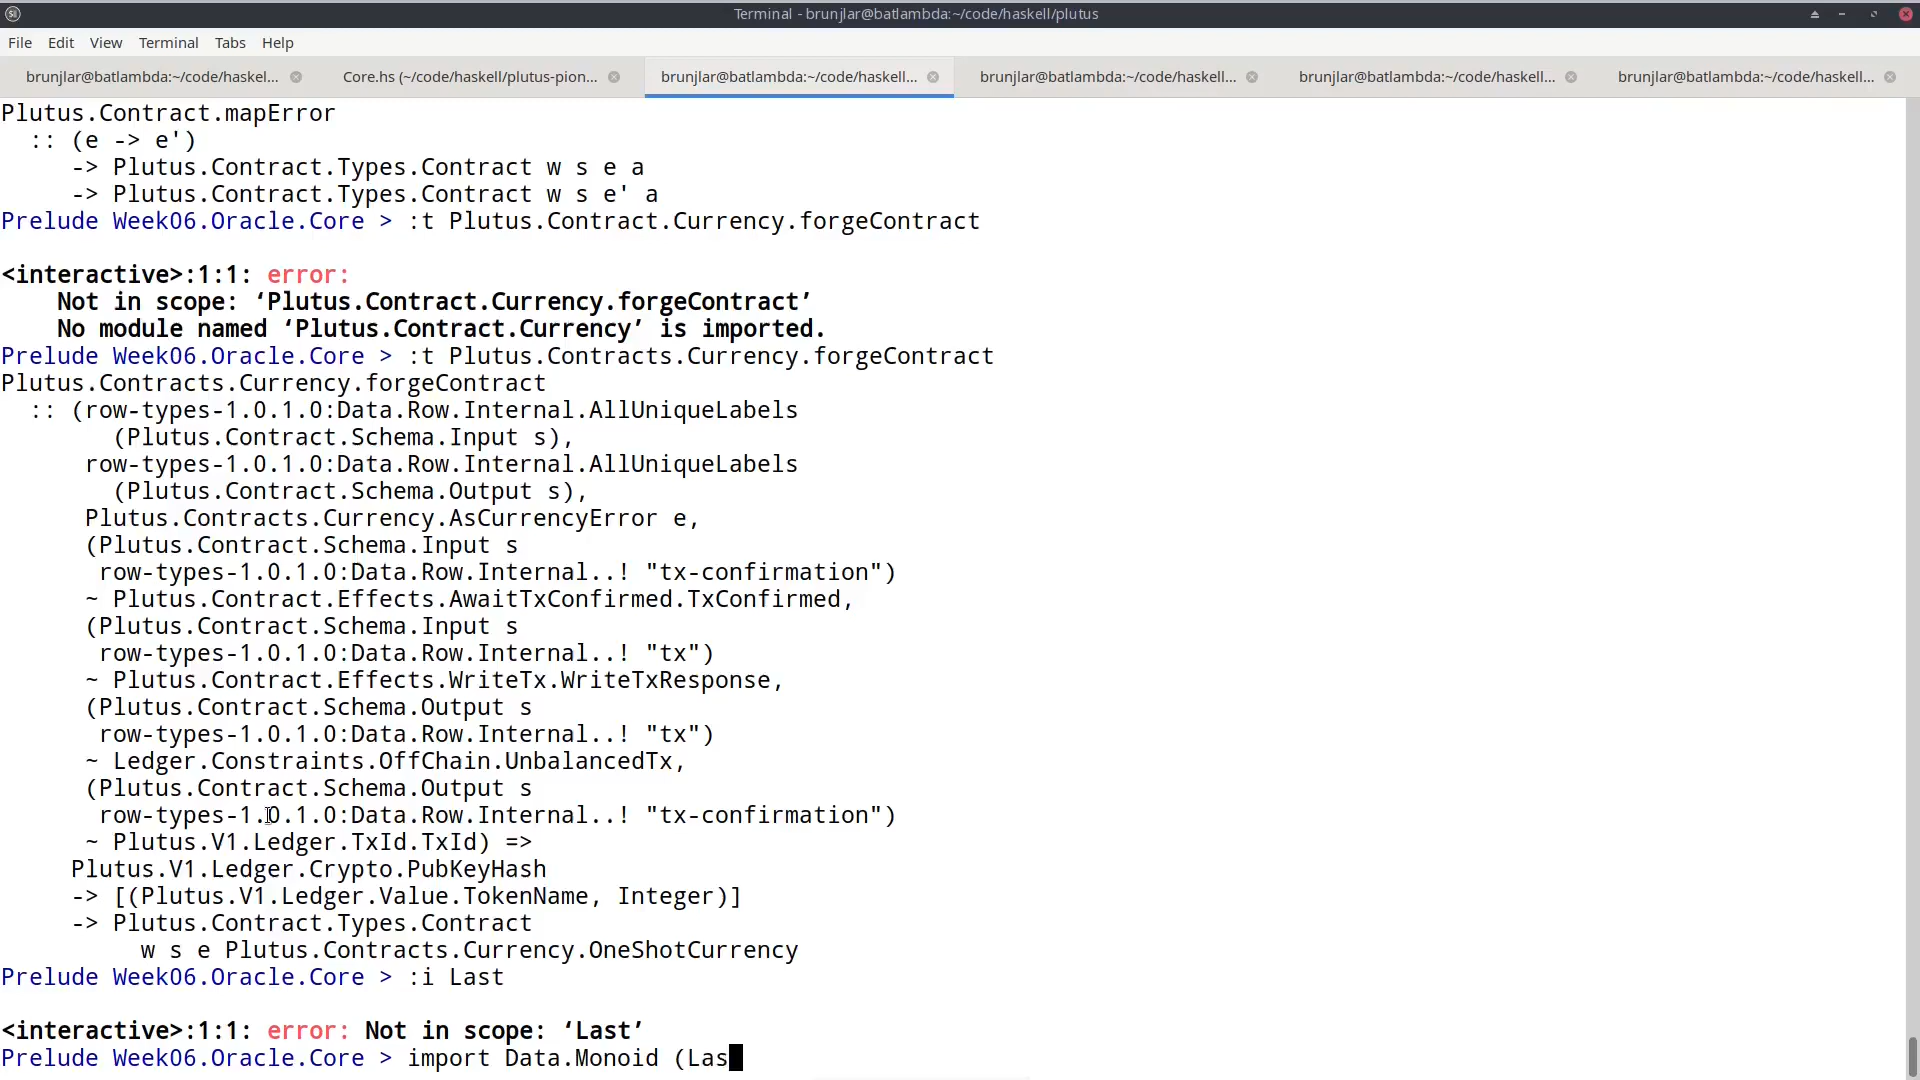 Terminal - brunjlar@batlambda:~/code/haskell/plutus
File Edit View Terminal Tabs Help
brunjlar@batlambda:~/code/haskel... Core.hs (~/code/haskell/plutus-pion... brunjlar@batlambda:~/code/haskell... brunjlar@batlambda:~/code/haskell... brunjlar@batlambda:~/code/haskell... brunjlar@batlambda:~/code/haskell...
Plutus.Contract.mapError
  :: (e -> e')
     -> Plutus.Contract.Types.Contract w s e a
     -> Plutus.Contract.Types.Contract w s e' a
Prelude Week06.Oracle.Core > :t Plutus.Contract.Currency.forgeContract
<interactive>:1:1: error:
    Not in scope: ‘Plutus.Contract.Currency.forgeContract’
    No module named ‘Plutus.Contract.Currency’ is imported.
Prelude Week06.Oracle.Core > :t Plutus.Contracts.Currency.forgeContract
Plutus.Contracts.Currency.forgeContract
  :: (row-types-1.0.1.0:Data.Row.Internal.AllUniqueLabels
        (Plutus.Contract.Schema.Input s),
      row-types-1.0.1.0:Data.Row.Internal.AllUniqueLabels
        (Plutus.Contract.Schema.Output s),
      Plutus.Contracts.Currency.AsCurrencyError e,
      (Plutus.Contract.Schema.Input s
       row-types-1.0.1.0:Data.Row.Internal..! "tx-confirmation")
      ~ Plutus.Contract.Effects.AwaitTxConfirmed.TxConfirmed,
      (Plutus.Contract.Schema.Input s
       row-types-1.0.1.0:Data.Row.Internal..! "tx")
      ~ Plutus.Contract.Effects.WriteTx.WriteTxResponse,
      (Plutus.Contract.Schema.Output s
       row-types-1.0.1.0:Data.Row.Internal..! "tx")
      ~ Ledger.Constraints.OffChain.UnbalancedTx,
      (Plutus.Contract.Schema.Output s
       row-types-1.0.1.0:Data.Row.Internal..! "tx-confirmation")
      ~ Plutus.V1.Ledger.TxId.TxId) =>
     Plutus.V1.Ledger.Crypto.PubKeyHash
     -> [(Plutus.V1.Ledger.Value.TokenName, Integer)]
     -> Plutus.Contract.Types.Contract
          w s e Plutus.Contracts.Currency.OneShotCurrency
Prelude Week06.Oracle.Core > :i Last
<interactive>:1:1: error: Not in scope: ‘Last’
Prelude Week06.Oracle.Core > import Data.Monoid (Las